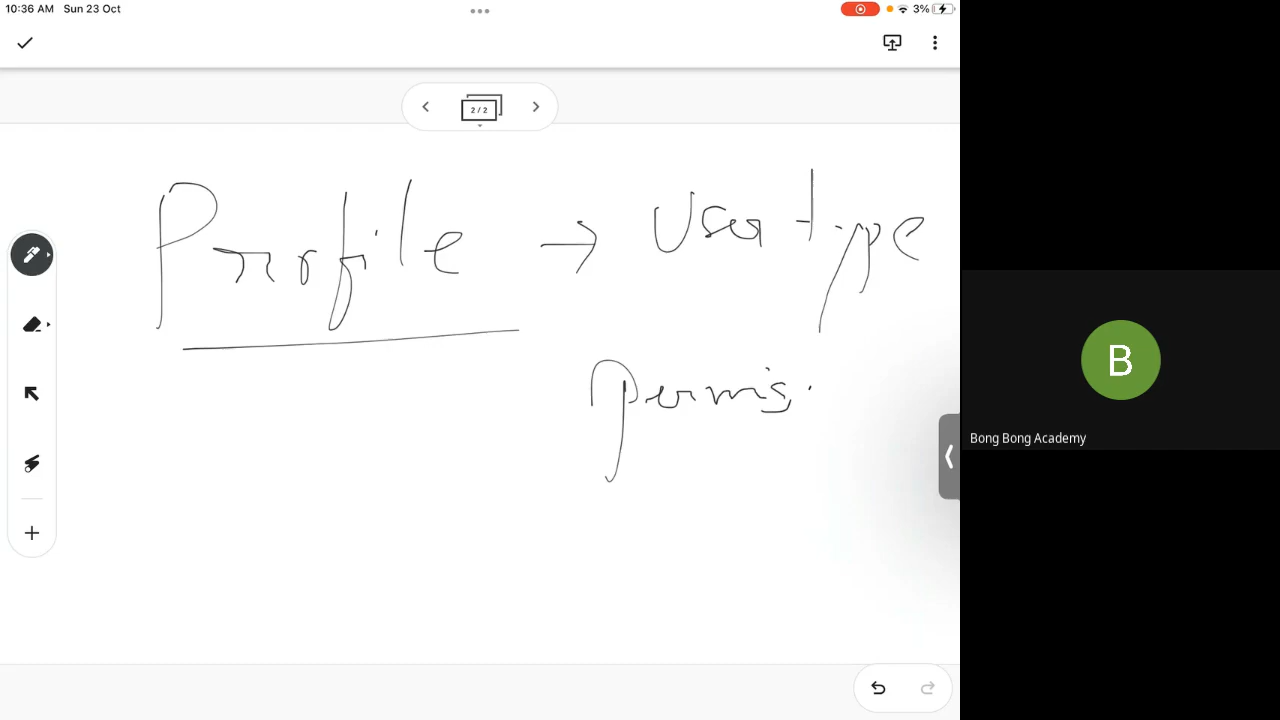 10:36 AM Sun 23 Oct
3%
2 / 2
Profile → User type
permis.
B
Bong Bong Academy